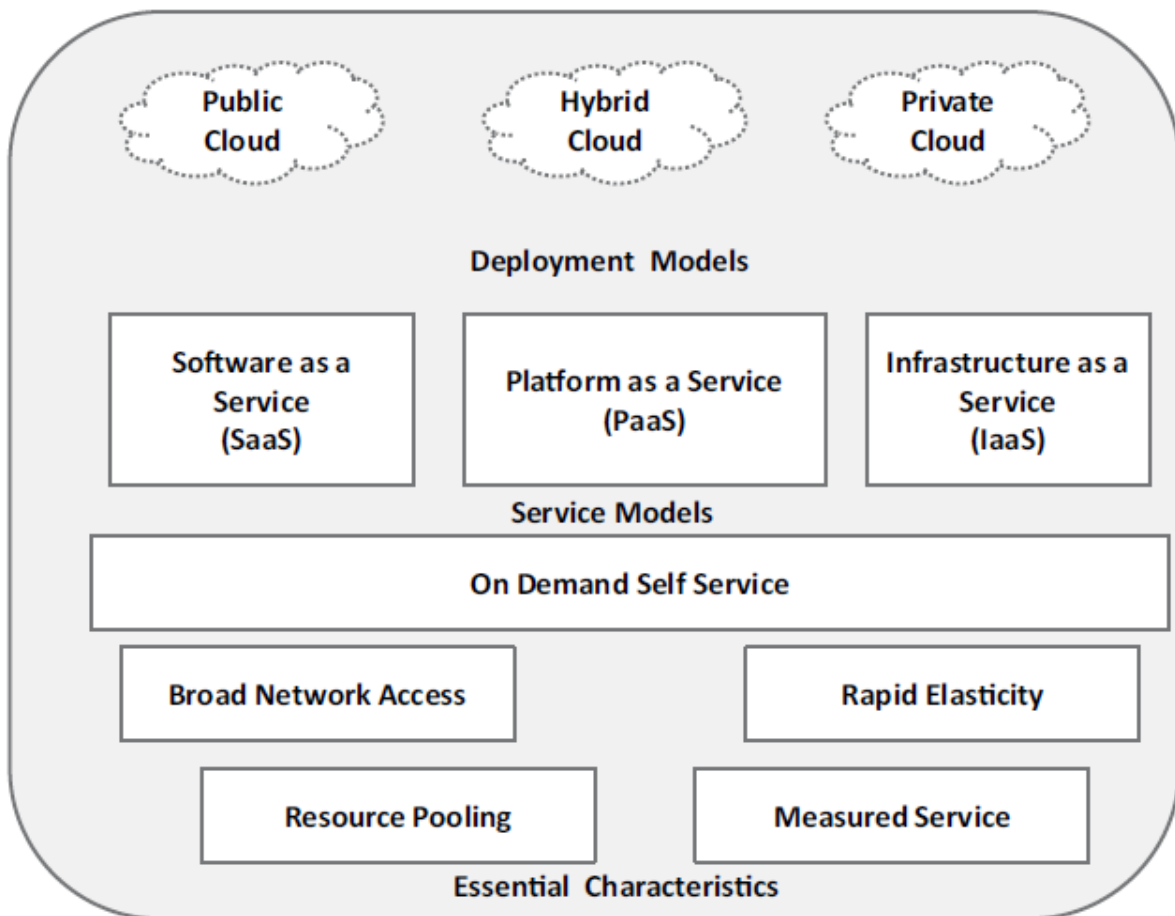 Public
Cloud
Hybrid
Cloud
Private
Cloud
Deployment Models
Software as a
Service
(SaaS)
Platform as a Service
(PaaS)
Infrastructure as a
Service
(IaaS)
Service Models
On Demand Self Service
Broad Network Access
Rapid Elasticity
Resource Pooling
Measured Service
Essential Characteristics